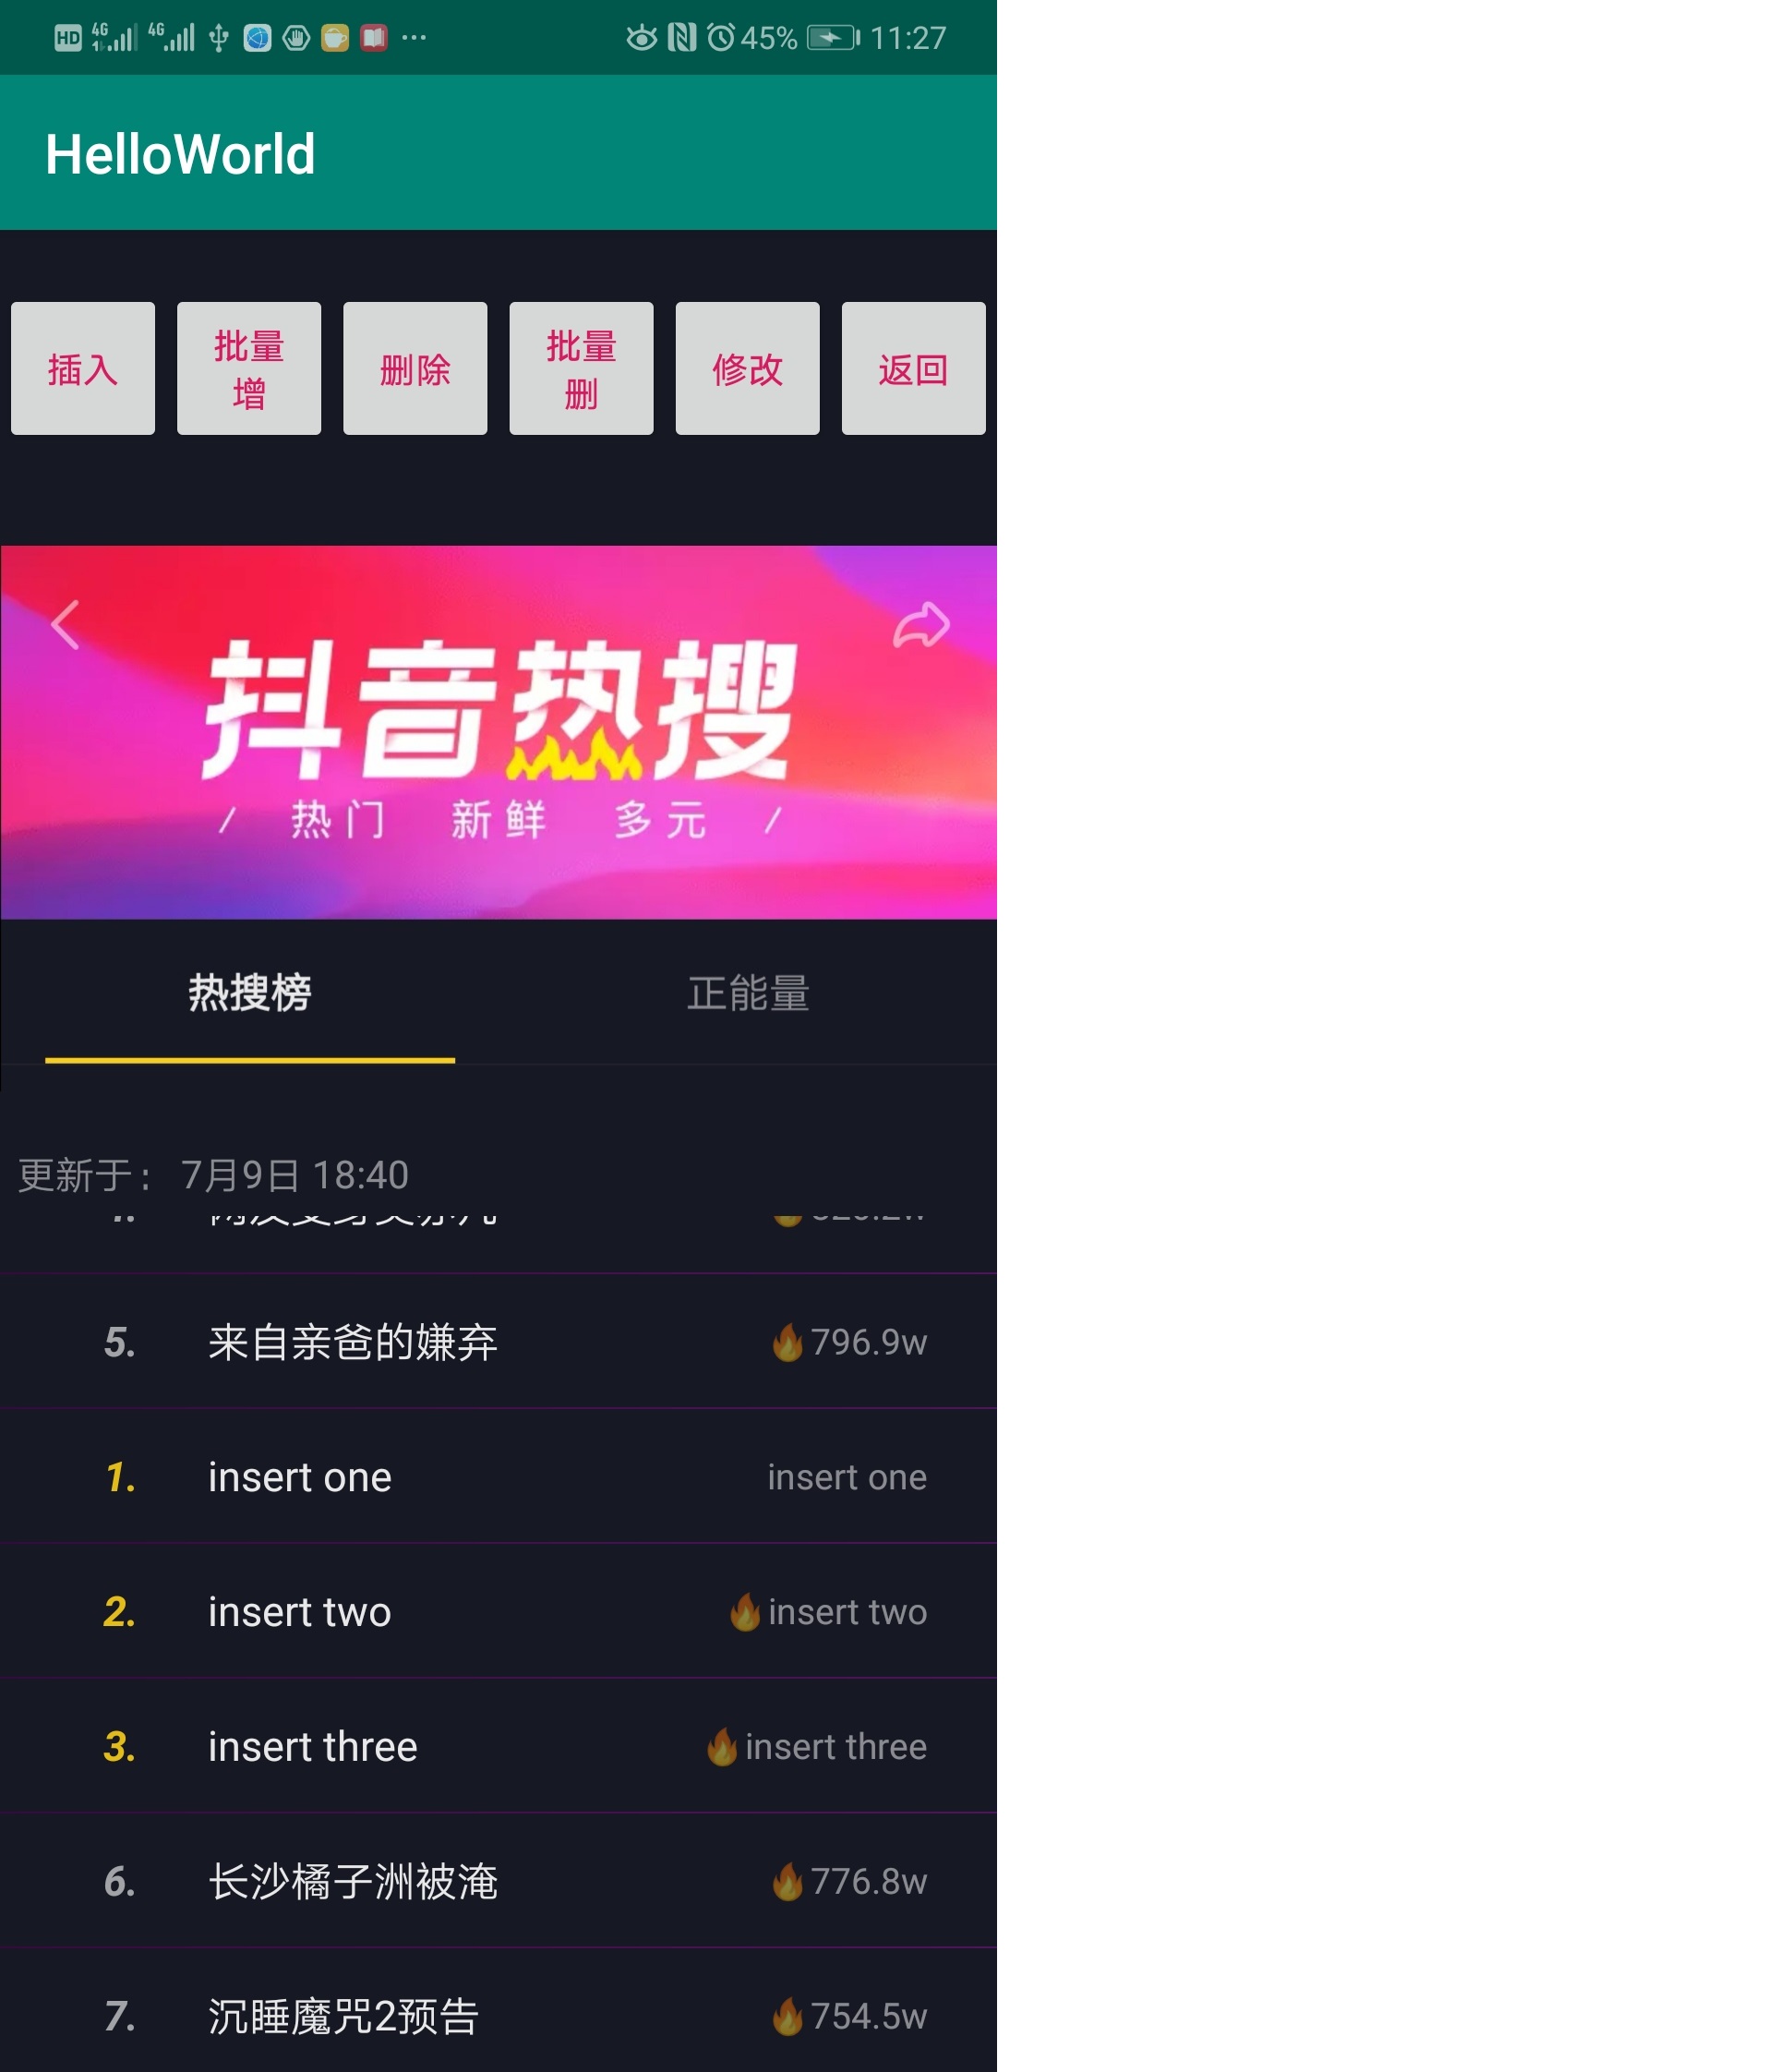 HD 4G 4G 45% 11:27
HelloWorld
插入 批量增 删除 批量删 修改 返回
抖音热搜
/ 热门 新鲜 多元 /
热搜榜 正能量
更新于: 7月9日 18:40
5. 来自亲爸的嫌弃 796.9w
1. insert one insert one
2. insert two insert two
3. insert three insert three
6. 长沙橘子洲被淹 776.8w
7. 沉睡魔咒2预告 754.5w